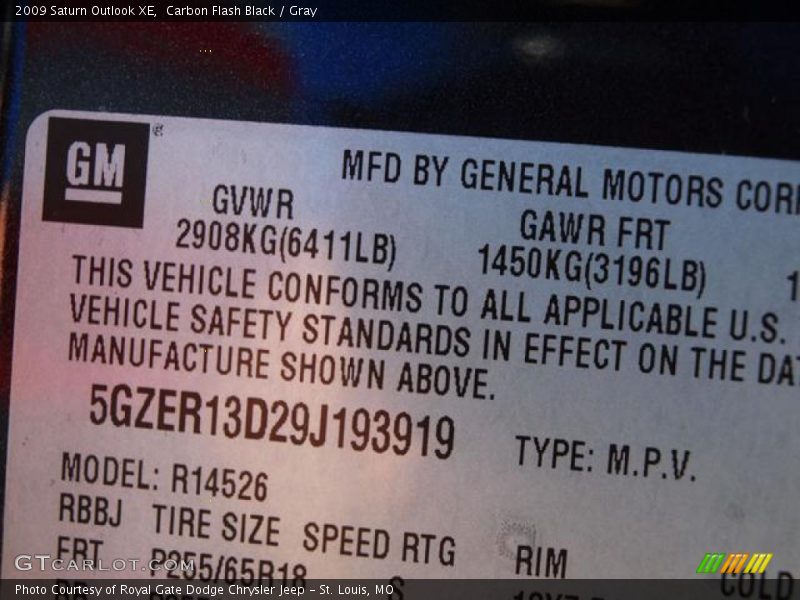 2009 Saturn Outlook XE, Carbon Flash Black / Gray
GM
MFD BY GENERAL MOTORS
GVWR GAWR FRT
2908KG(6411LB) 1450KG(3196LB)
THIS VEHICLE CONFORMS TO ALL APPLICABLE U.S.
VEHICLE SAFETY STANDARDS IN EFFECT ON THE
MANUFACTURE SHOWN ABOVE.
5GZER13D29J193919 TYPE: M.P.V.
MODEL: R14526
RBBJ TIRE SIZE SPEED RTG RIM
FRT P255/65R18 S COLD
GTCARLOT.COM
Photo Courtesy of Royal Gate Dodge Chrysler Jeep - St. Louis, MO